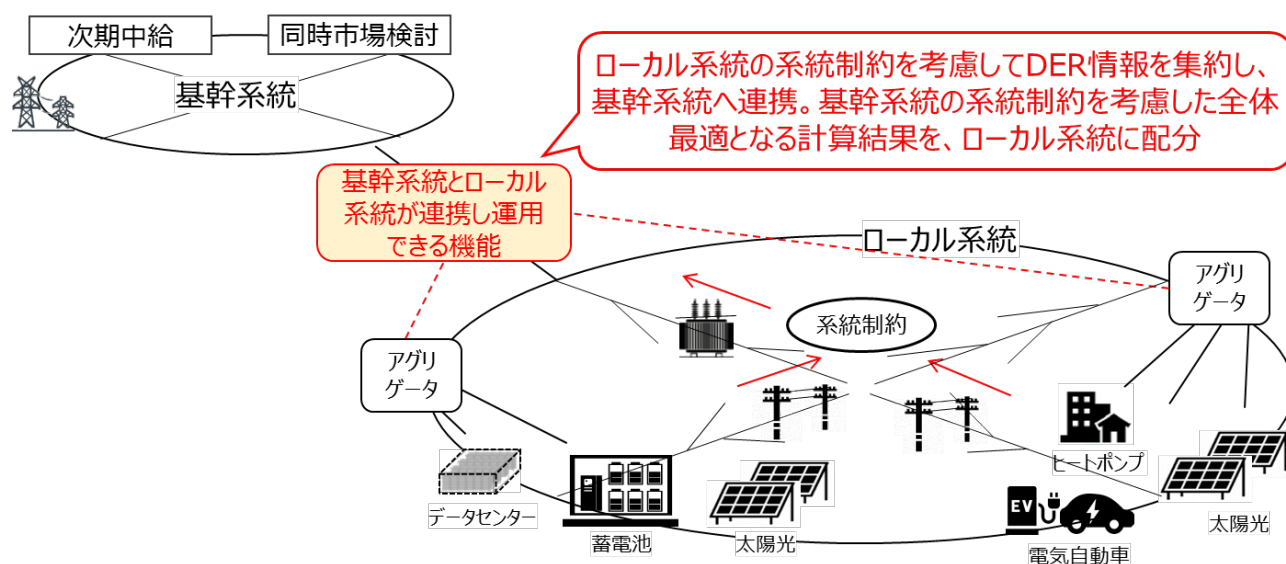 次期中給
同時市場検討
基幹系統
ローカル系統の系統制約を考慮してDER情報を集約し、
基幹系統へ連携。基幹系統の系統制約を考慮した全体
最適となる計算結果を、ローカル系統に配分
基幹系統とローカル
系統が連携し運用
できる機能
ローカル系統
アグリ
ゲータ
系統制約
アグリ
ゲータ
ヒートポンプ
データセンター
蓄電池
太陽光
EV
電気自動車
太陽光